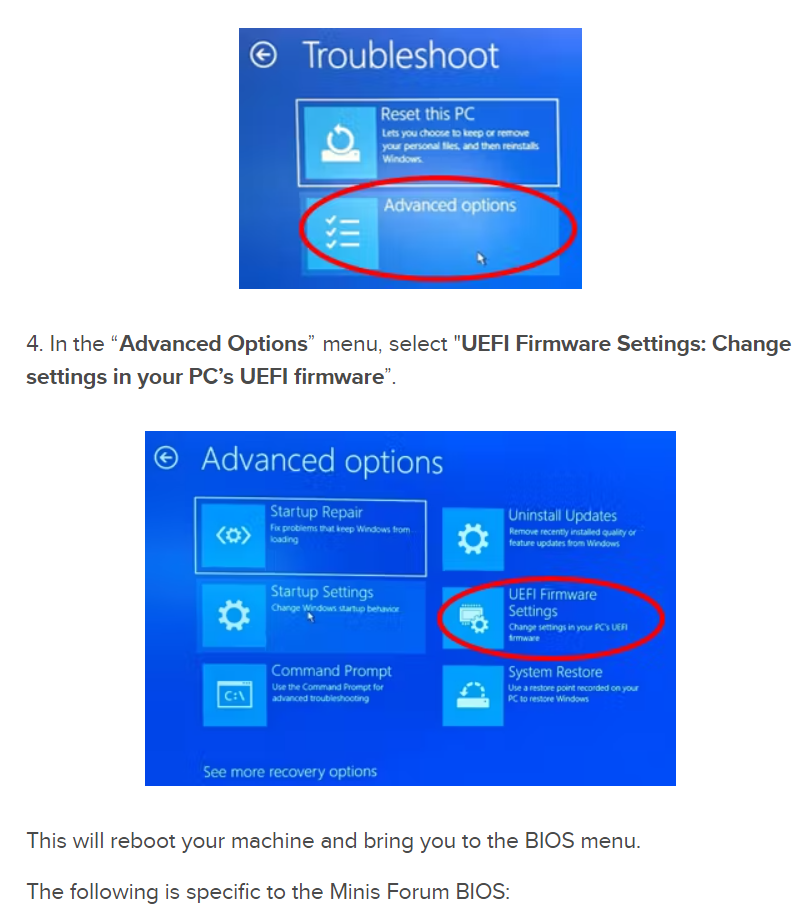 Troubleshoot
Reset this PC
Lets you choose to keep or remove
your personal files, and then reinstalls
Windows.
Advanced options
4. In the “Advanced Options” menu, select "UEFI Firmware Settings: Change
settings in your PC’s UEFI firmware”.
Advanced options
Startup Repair
Fix problems that keep Windows from
loading
Startup Settings
Change Windows startup behavior
Command Prompt
Use the Command Prompt for
advanced troubleshooting
C:\
Uninstall Updates
Remove recently installed quality or
feature updates from Windows
UEFI Firmware
Settings
Change settings in your PC's UEFI
firmware
System Restore
Use a restore point recorded on your
PC to restore Windows
See more recovery options
This will reboot your machine and bring you to the BIOS menu.
The following is specific to the Minis Forum BIOS: